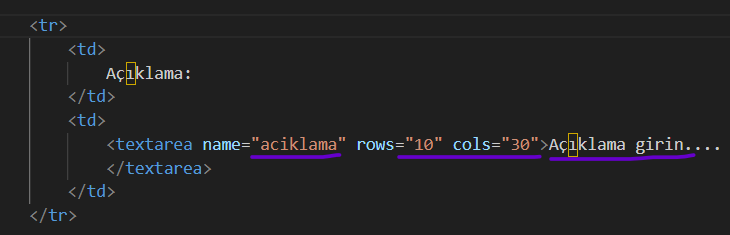 <tr>
<td>
Açıklama:
</td>
<td>
<textarea name="aciklama" rows="10" cols="30">Açıklama girin....
</textarea>
</td>
</tr>